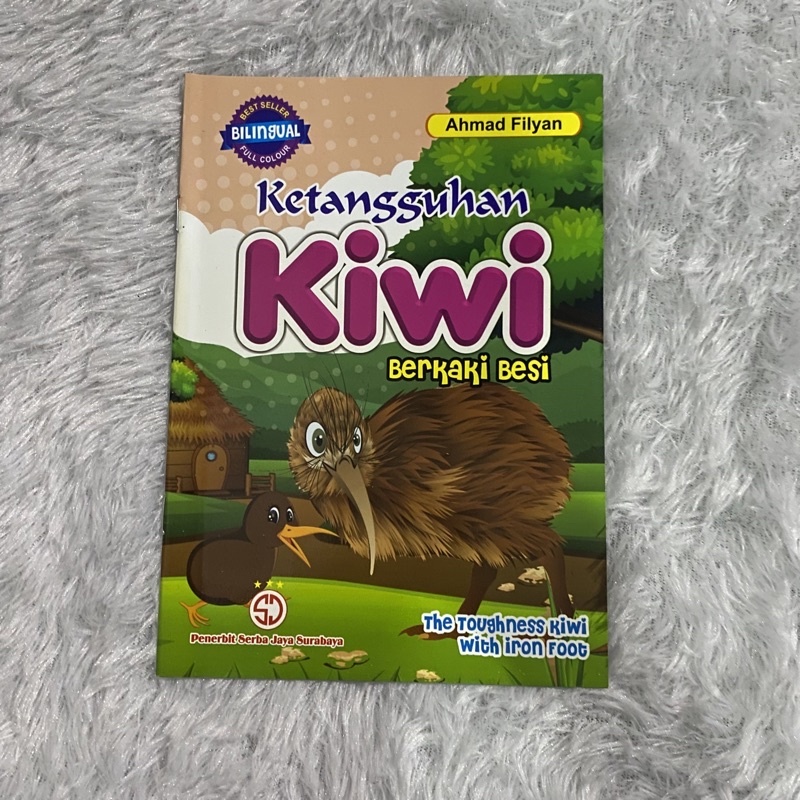 BEST SELLER
BILINGUAL
FULL COLOUR
Ahmad Filyan
Ketangguhan
Kiwi
Berkaki Besi
SJ
Penerbit Serba Jaya Surabaya
The Toughness Kiwi
With Iron Foot